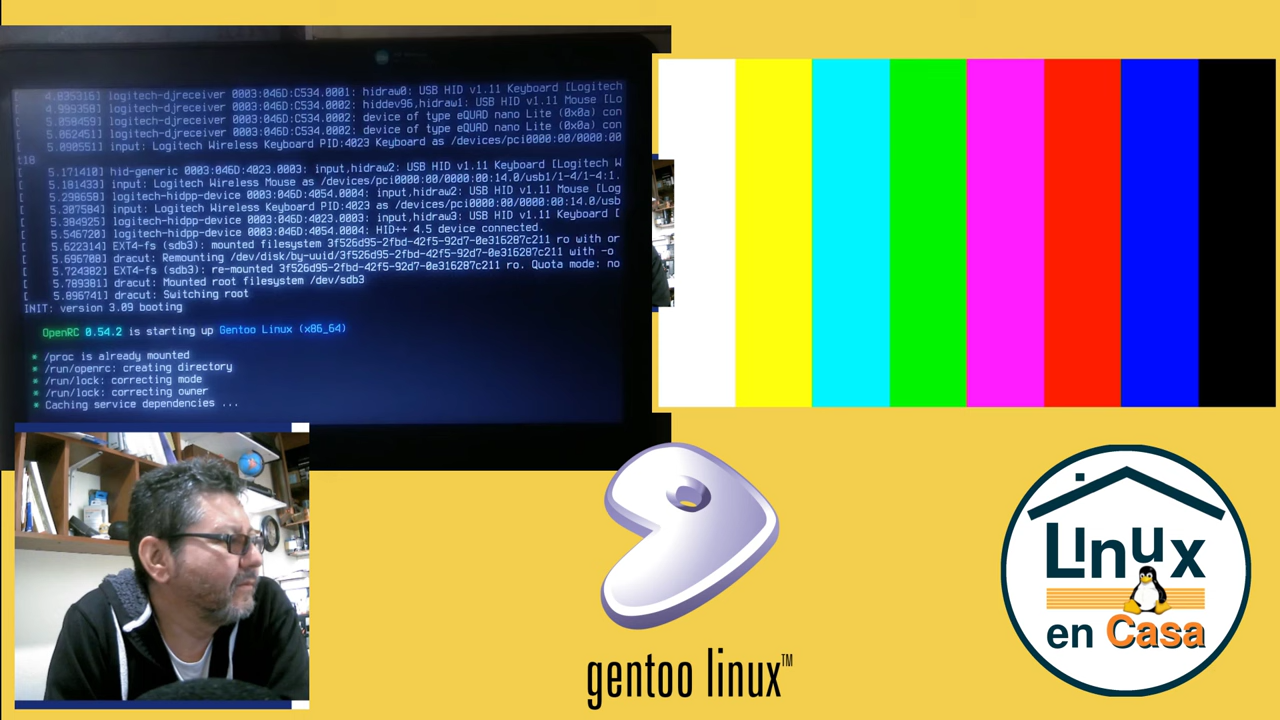 [ 4.835316] logitech-djreceiver 0003:046D:C534.0001: hidraw0: USB HID v1.11 Keyboard [Logitech
[ 4.999358] logitech-djreceiver 0003:046D:C534.0002: hiddev96,hidraw1: USB HID v1.11 Mouse [Lo
[ 5.058459] logitech-djreceiver 0003:046D:C534.0002: device of type eQUAD nano Lite (0x0a) con
[ 5.062451] logitech-djreceiver 0003:046D:C534.0002: device of type eQUAD nano Lite (0x0a) con
[ 5.090551] input: Logitech Wireless Keyboard PID:4023 Keyboard as /devices/pci0000:00/0000:00
t18
[ 5.171410] hid-generic 0003:046D:4023.0003: input,hidraw2: USB HID v1.11 Keyboard [Logitech W
[ 5.181433] input: Logitech Wireless Mouse as /devices/pci0000:00/0000:00:14.0/usb1/1-4/1-4:1.
[ 5.298658] logitech-hidpp-device 0003:046D:4054.0004: input,hidraw2: USB HID v1.11 Mouse [Log
[ 5.307584] input: Logitech Wireless Keyboard PID:4023 as /devices/pci0000:00/0000:00:14.0/usb
[ 5.384925] logitech-hidpp-device 0003:046D:4023.0003: input,hidraw3: USB HID v1.11 Keyboard [
[ 5.546720] logitech-hidpp-device 0003:046D:4054.0004: HID++ 4.5 device connected.
[ 5.622314] EXT4-fs (sdb3): mounted filesystem 3f526d95-2fbd-42f5-92d7-0e316287c211 ro with or
[ 5.696708] dracut: Remounting /dev/disk/by-uuid/3f526d95-2fbd-42f5-92d7-0e316287c211 with -o
[ 5.724382] EXT4-fs (sdb3): re-mounted 3f526d95-2fbd-42f5-92d7-0e316287c211 ro. Quota mode: no
[ 5.789381] dracut: Mounted root filesystem /dev/sdb3
[ 5.896741] dracut: Switching root
INIT: version 3.09 booting
OpenRC 0.54.2 is starting up Gentoo Linux (x86_64)
* /proc is already mounted
* /run/openrc: creating directory
* /run/lock: correcting mode
* /run/lock: correcting owner
* Caching service dependencies ...
gentoo linux™
Linux
en Casa